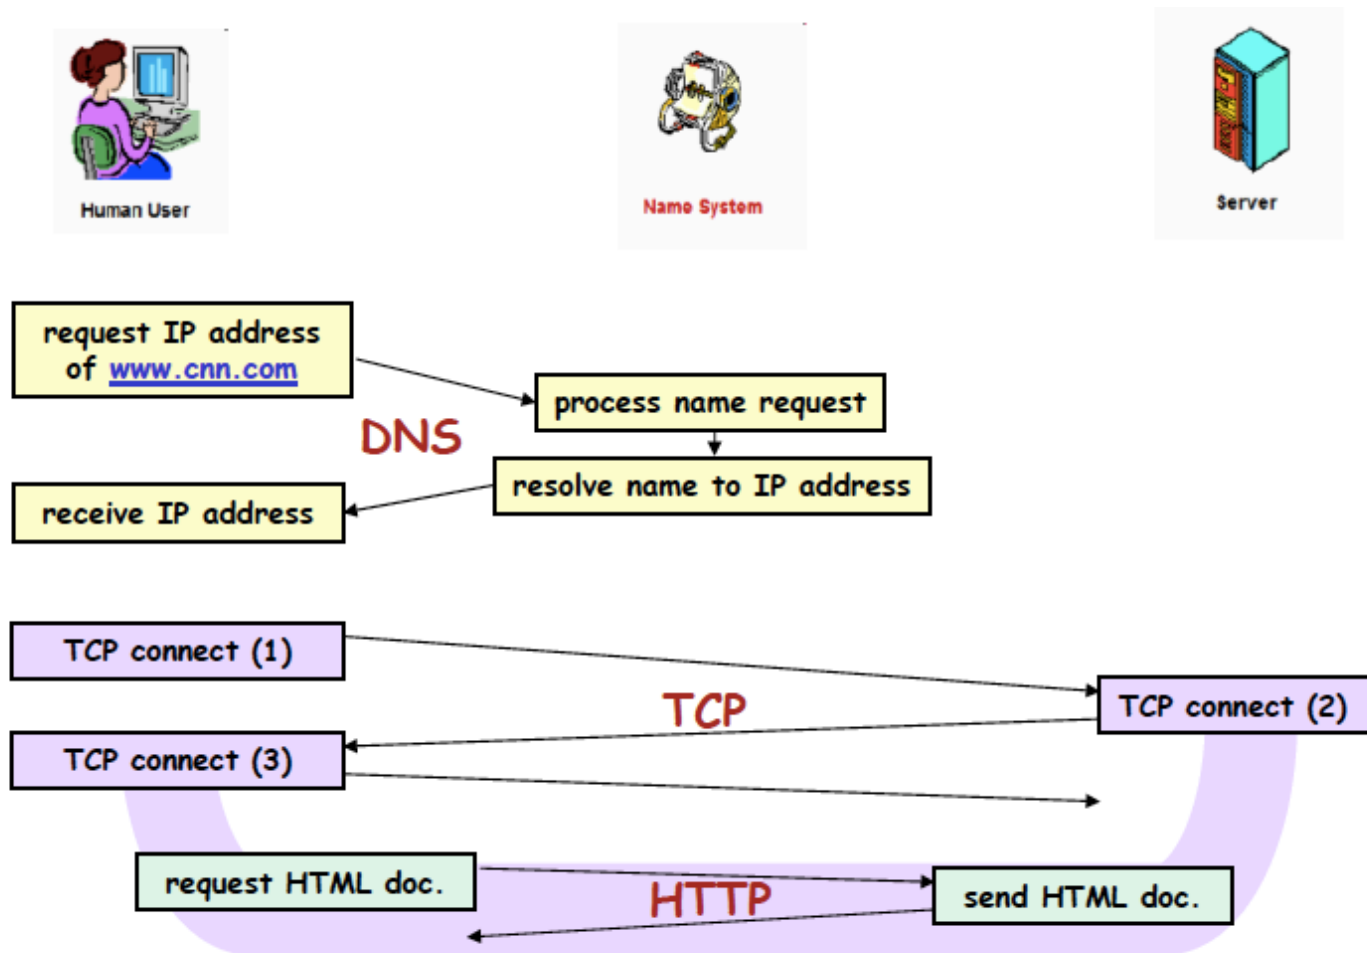 Human User
Name System
Server
request IP address
of www.cnn.com
process name request
DNS
resolve name to IP address
receive IP address
TCP connect (1)
TCP connect (2)
TCP
TCP connect (3)
request HTML doc.
HTTP
send HTML doc.